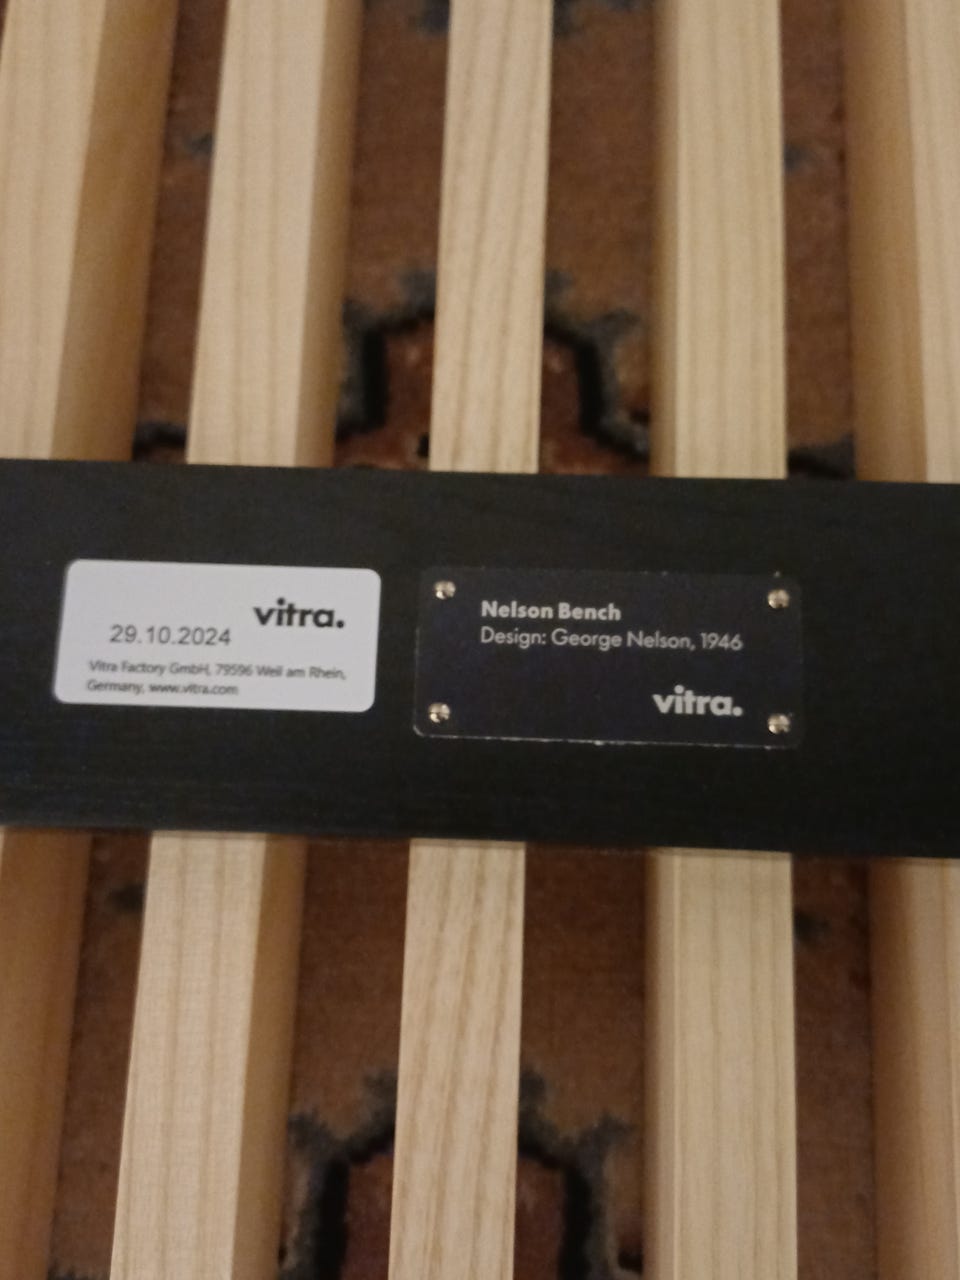 vitra.
29.10.2024
Vitra Factory GmbH, 79596 Weil am Rhein,
Germany, www.vitra.com
Nelson Bench
Design: George Nelson, 1946
vitra.